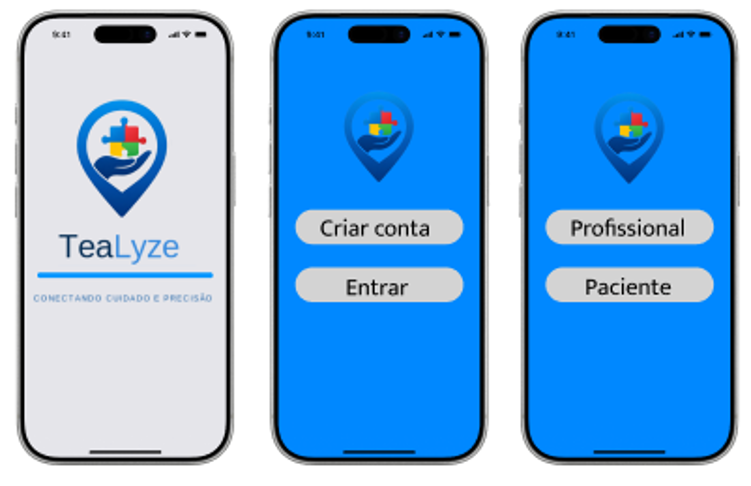 9:41
TeaLyze
CONECTANDO CUIDADO E PRECISÃO
9:41
Criar conta
Entrar
9:41
Profissional
Paciente